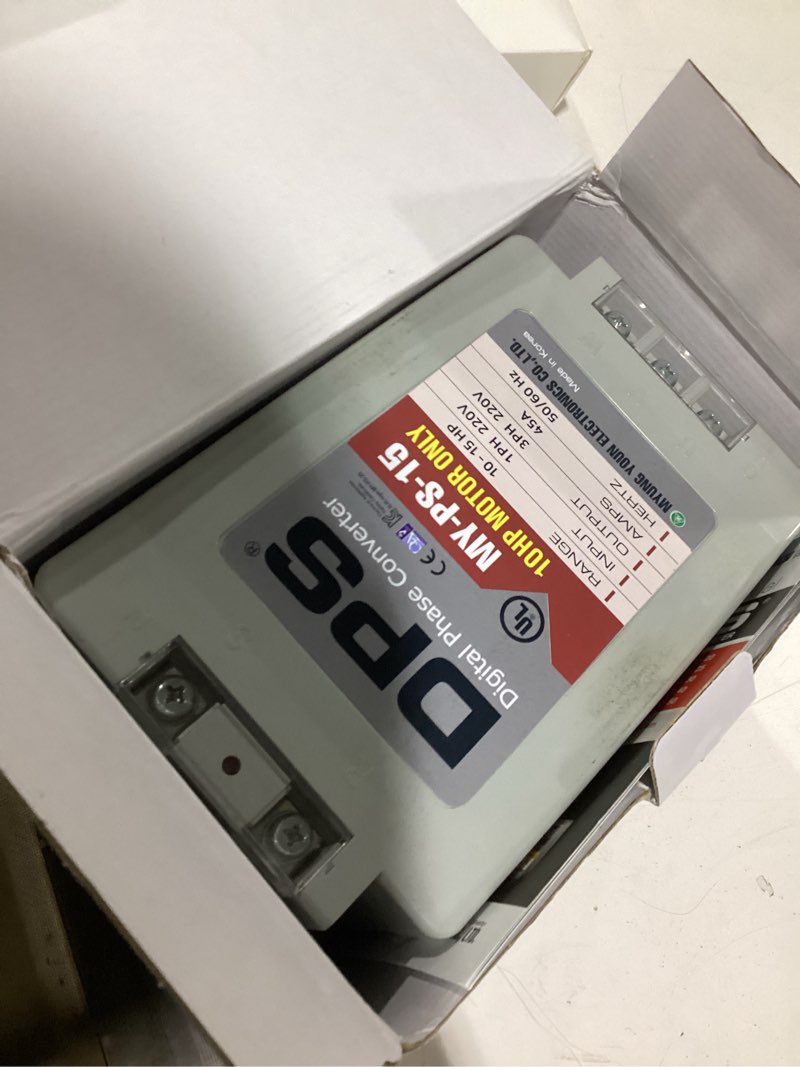 DPS®
Digital Phase Converter
UL
CE
MY-PS-15
10HP MOTOR ONLY
RANGE 10 - 15 HP
INPUT 1PH 220V
OUTPUT 3PH 220V
AMPS 45A
HERTZ 50/60 Hz
MYUNG YOUN ELECTRONICS CO.,LTD.
Made in Korea